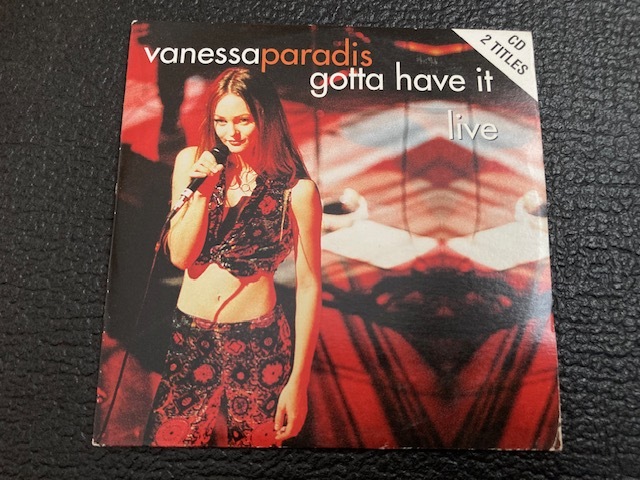 vanessaparadis
gotta have it
live
CD
2 TITLES